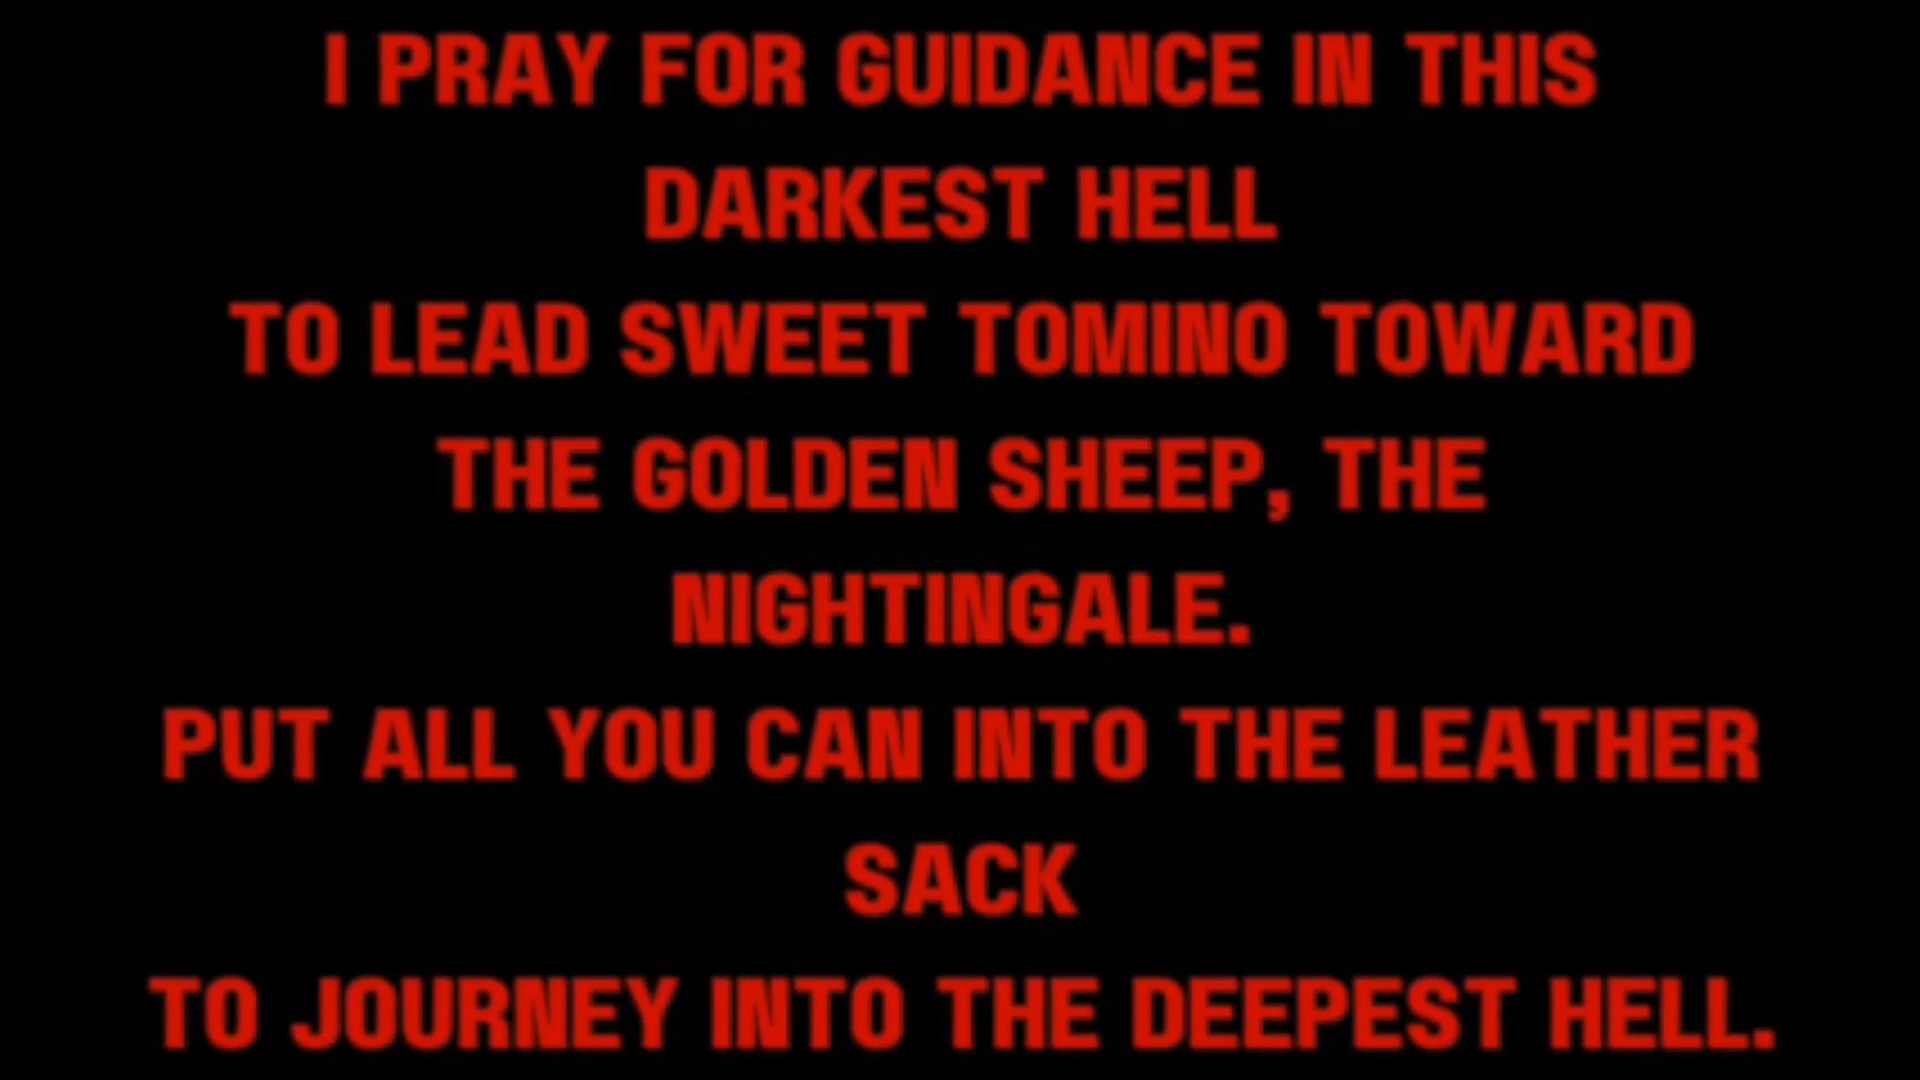 I PRAY FOR GUIDANCE IN THIS
DARKEST HELL
TO LEAD SWEET TOMINO TOWARD
THE GOLDEN SHEEP, THE
NIGHTINGALE.
PUT ALL YOU CAN INTO THE LEATHER
SACK
TO JOURNEY INTO THE DEEPEST HELL.